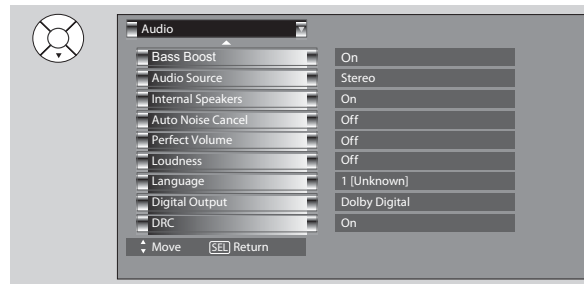 Audio
Bass Boost On
Audio Source Stereo
Internal Speakers On
Auto Noise Cancel Off
Perfect Volume Off
Loudness Off
Language 1 [Unknown]
Digital Output Dolby Digital
DRC On
Move SEL Return